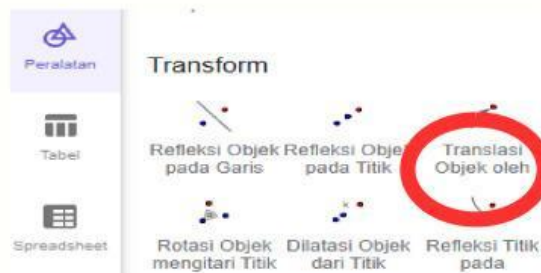 Peralatan
Transform
Tabel
Refleksi Objek
pada Garis
Refleksi Objek
pada Titik
Translasi
Objek oleh
Spreadsheet
Rotasi Objek
mengitari Titik
Dilatasi Objek
dari Titik
Refleksi Titik
pada